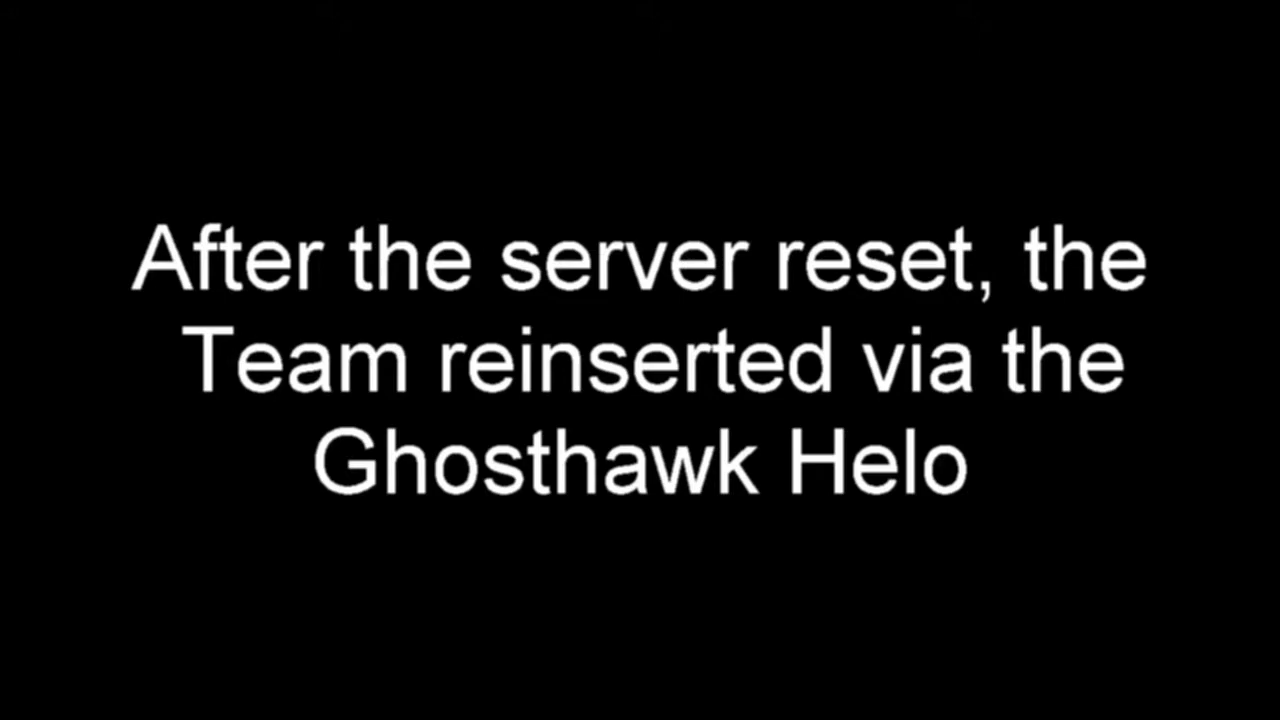 After the server reset, the
Team reinserted via the
Ghosthawk Helo